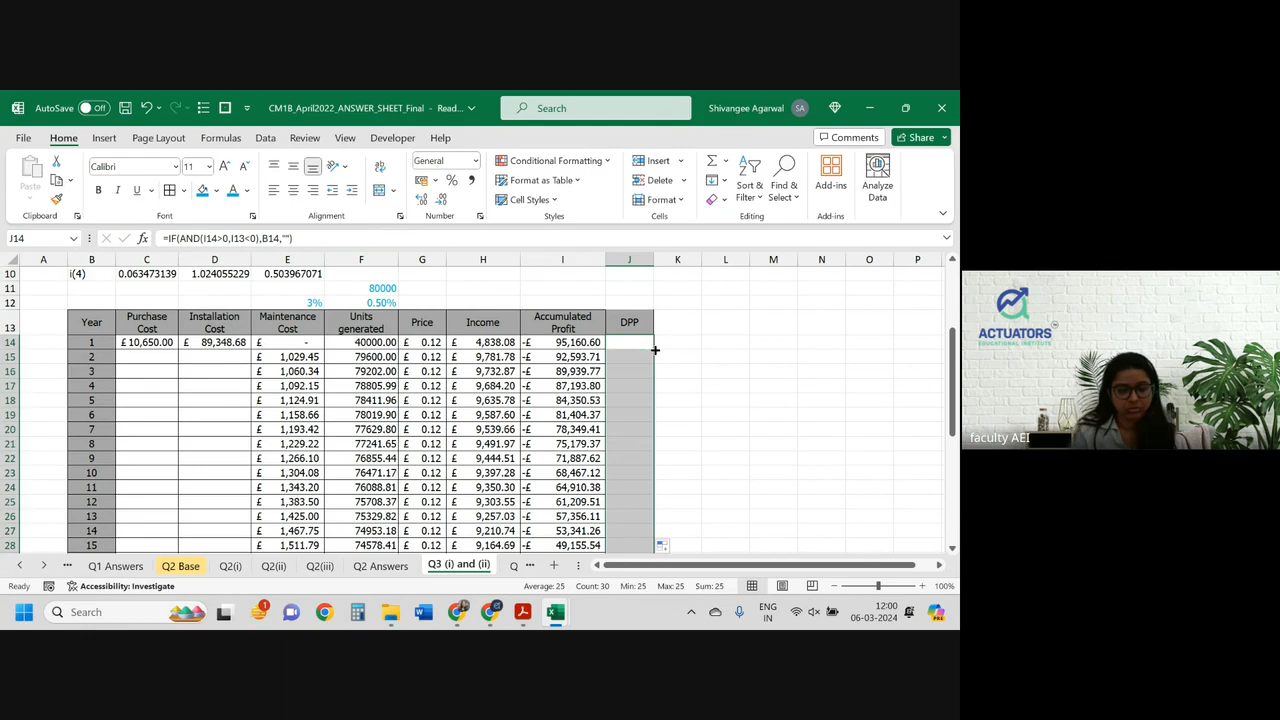 AutoSave Off CM1B_April2022_ANSWER_SHEET_Final - Read... Search Shivangee Agarwal SA
File Home Insert Page Layout Formulas Data Review View Developer Help Comments Share
Paste Calibri 11 A A General Conditional Formatting Insert
B I U A % Format as Table Delete Sort & Filter Find & Select Add-ins Analyze Data
Cell Styles Format
Clipboard Font Alignment Number Styles Cells Editing Add-ins
J14 fx =IF(AND(I14>0,I13<0),B14,"")
A B C D E F G H I J K L M N O P
10 i(4) 0.063473139 1.024055229 0.503967071
11 80000
12 3% 0.50%
13 Year Purchase Cost Installation Cost Maintenance Cost Units generated Price Income Accumulated Profit DPP
14 1 £ 10,650.00 £ 89,348.68 £ - 40000.00 £ 0.12 £ 4,838.08 -£ 95,160.60
15 2 £ 1,029.45 79600.00 £ 0.12 £ 9,781.78 -£ 92,593.71
16 3 £ 1,060.34 79202.00 £ 0.12 £ 9,732.87 -£ 89,939.77
17 4 £ 1,092.15 78805.99 £ 0.12 £ 9,684.20 -£ 87,193.80
18 5 £ 1,124.91 78411.96 £ 0.12 £ 9,635.78 -£ 84,350.53
19 6 £ 1,158.66 78019.90 £ 0.12 £ 9,587.60 -£ 81,404.37
20 7 £ 1,193.42 77629.80 £ 0.12 £ 9,539.66 -£ 78,349.41
21 8 £ 1,229.22 77241.65 £ 0.12 £ 9,491.97 -£ 75,179.37
22 9 £ 1,266.10 76855.44 £ 0.12 £ 9,444.51 -£ 71,887.62
23 10 £ 1,304.08 76471.17 £ 0.12 £ 9,397.28 -£ 68,467.12
24 11 £ 1,343.20 76088.81 £ 0.12 £ 9,350.30 -£ 64,910.38
25 12 £ 1,383.50 75708.37 £ 0.12 £ 9,303.55 -£ 61,209.51
26 13 £ 1,425.00 75329.82 £ 0.12 £ 9,257.03 -£ 57,356.11
27 14 £ 1,467.75 74953.18 £ 0.12 £ 9,210.74 -£ 53,341.26
28 15 £ 1,511.79 74578.41 £ 0.12 £ 9,164.69 -£ 49,155.54
... Q1 Answers Q2 Base Q2(i) Q2(ii) Q2(iii) Q2 Answers Q3 (i) and (ii) Q ...
Ready Accessibility: Investigate Average: 25 Count: 30 Min: 25 Max: 25 Sum: 25 100%
Search 1 ENG IN 12:00 06-03-2024
ACTUATORS
EDUCATIONAL INSTITUTE
faculty AEI